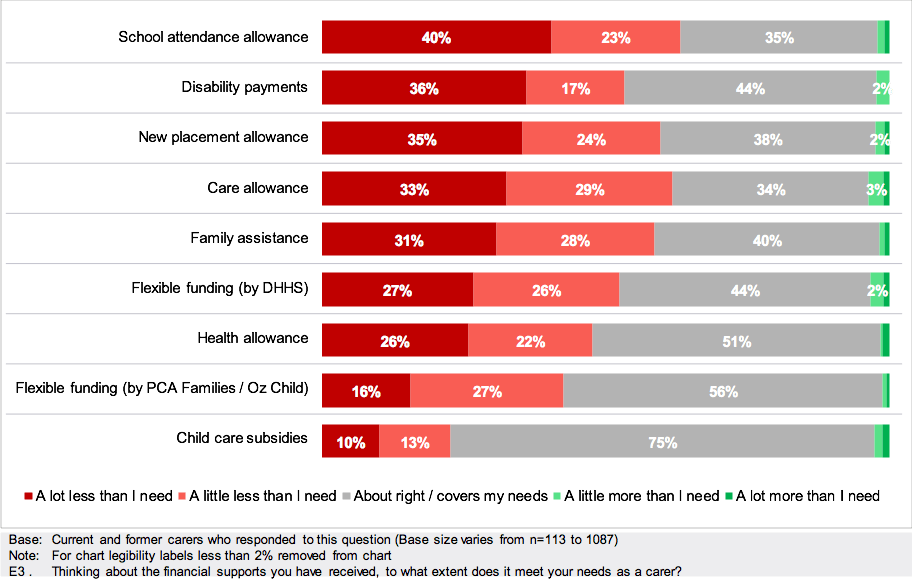 School attendance allowance 40% 23% 35%
Disability payments 36% 17% 44% 2%
New placement allowance 35% 24% 38% 2%
Care allowance 33% 29% 34% 3%
Family assistance 31% 28% 40%
Flexible funding (by DHHS) 27% 26% 44% 2%
Health allowance 26% 22% 51%
Flexible funding (by PCA Families / Oz Child) 16% 27% 56%
Child care subsidies 10% 13% 75%
A lot less than I need A little less than I need About right / covers my needs A little more than I need A lot more than I need
Base: Current and former carers who responded to this question (Base size varies from n=113 to 1087)
Note: For chart legibility labels less than 2% removed from chart
E3 . Thinking about the financial supports you have received, to what extent does it meet your needs as a carer?